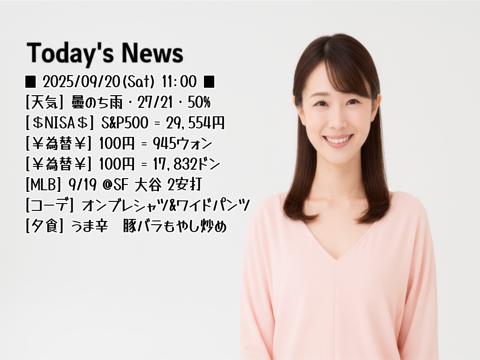 Today's News
■ 2025/09/20(Sat) 11:00 ■
[天気] 曇のち雨・27/21・50%
[＄NISA＄] S&P500 = 29,554円
[￥為替￥] 100円 = 945ウォン
[￥為替￥] 100円 = 17,832ドン
[MLB] 9/19 @SF 大谷 2安打
[コーデ] オンブレシャツ&ワイドパンツ
[夕食] うま辛　豚バラもやし炒め